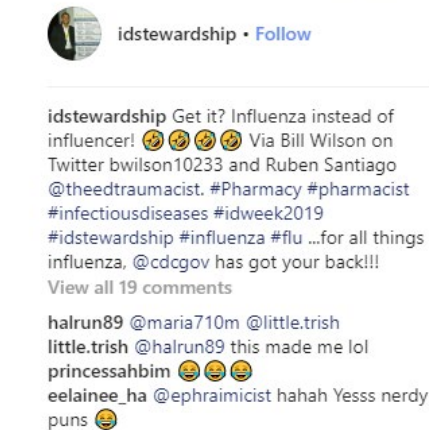 idstewardship • Follow
idstewardship Get it? Influenza instead of
influencer! 🤣🤣🤣🤣 Via Bill Wilson on
Twitter bwilson10233 and Ruben Santiago
@theedtraumacist. #Pharmacy #pharmacist
#infectiousdiseases #idweek2019
#idstewardship #influenza #flu ...for all things
influenza, @cdcgov has got your back!!!
View all 19 comments
halrun89 @maria710m @little.trish
little.trish @halrun89 this made me lol
princessahbim 😂😂😂
eelainee_ha @ephraimicist hahah Yesss nerdy
puns 😂